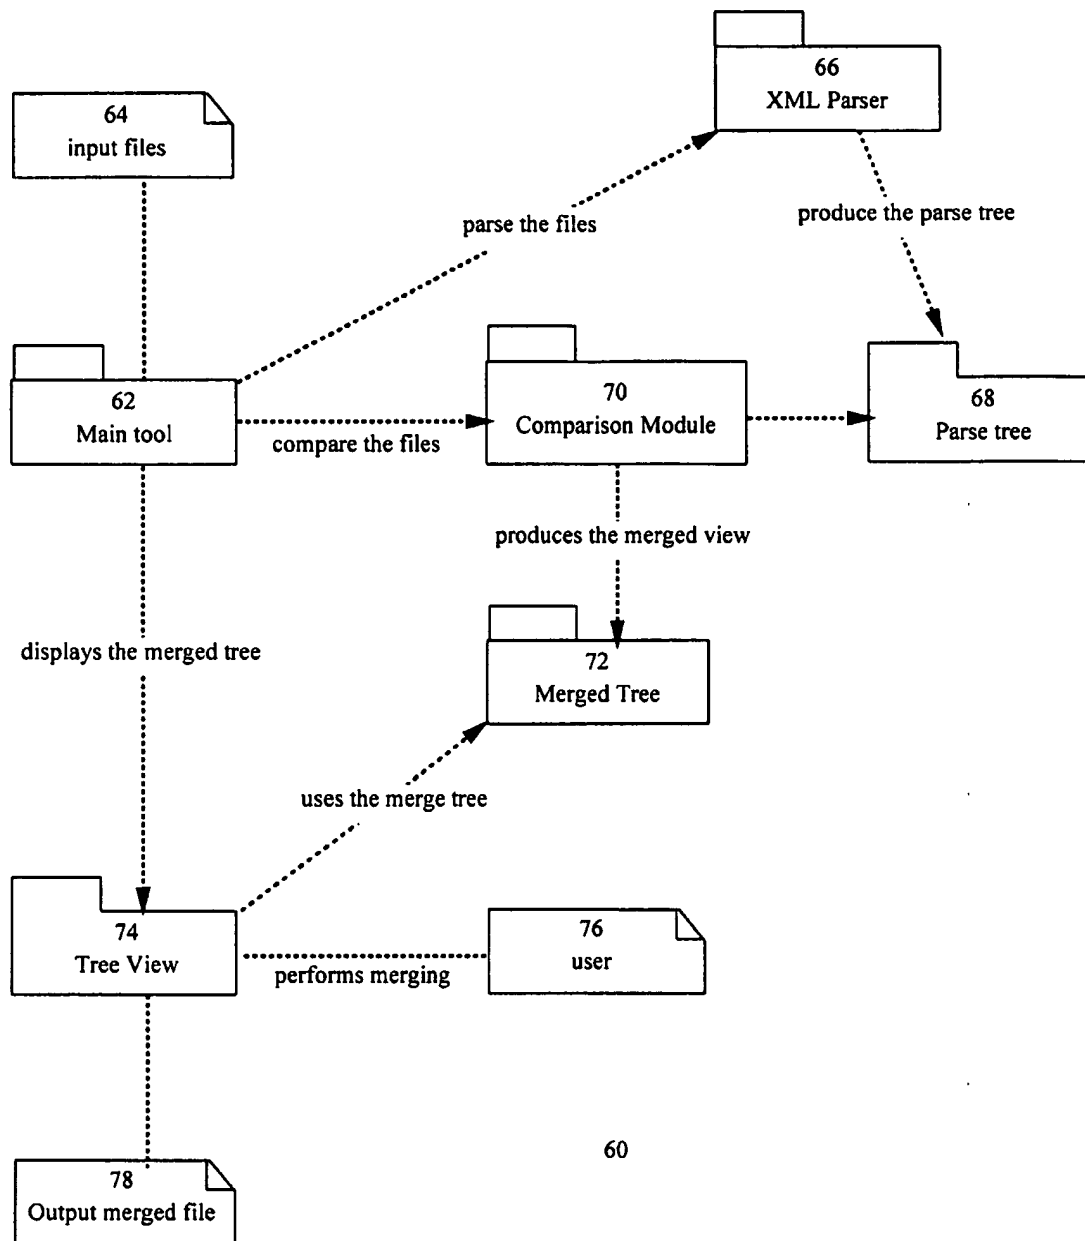 66
XML Parser
64
input files
parse the files
produce the parse tree
62
Main tool
compare the files
70
Comparison Module
68
Parse tree
produces the merged view
displays the merged tree
72
Merged Tree
uses the merge tree
74
Tree View
performs merging
76
user
60
78
Output merged file